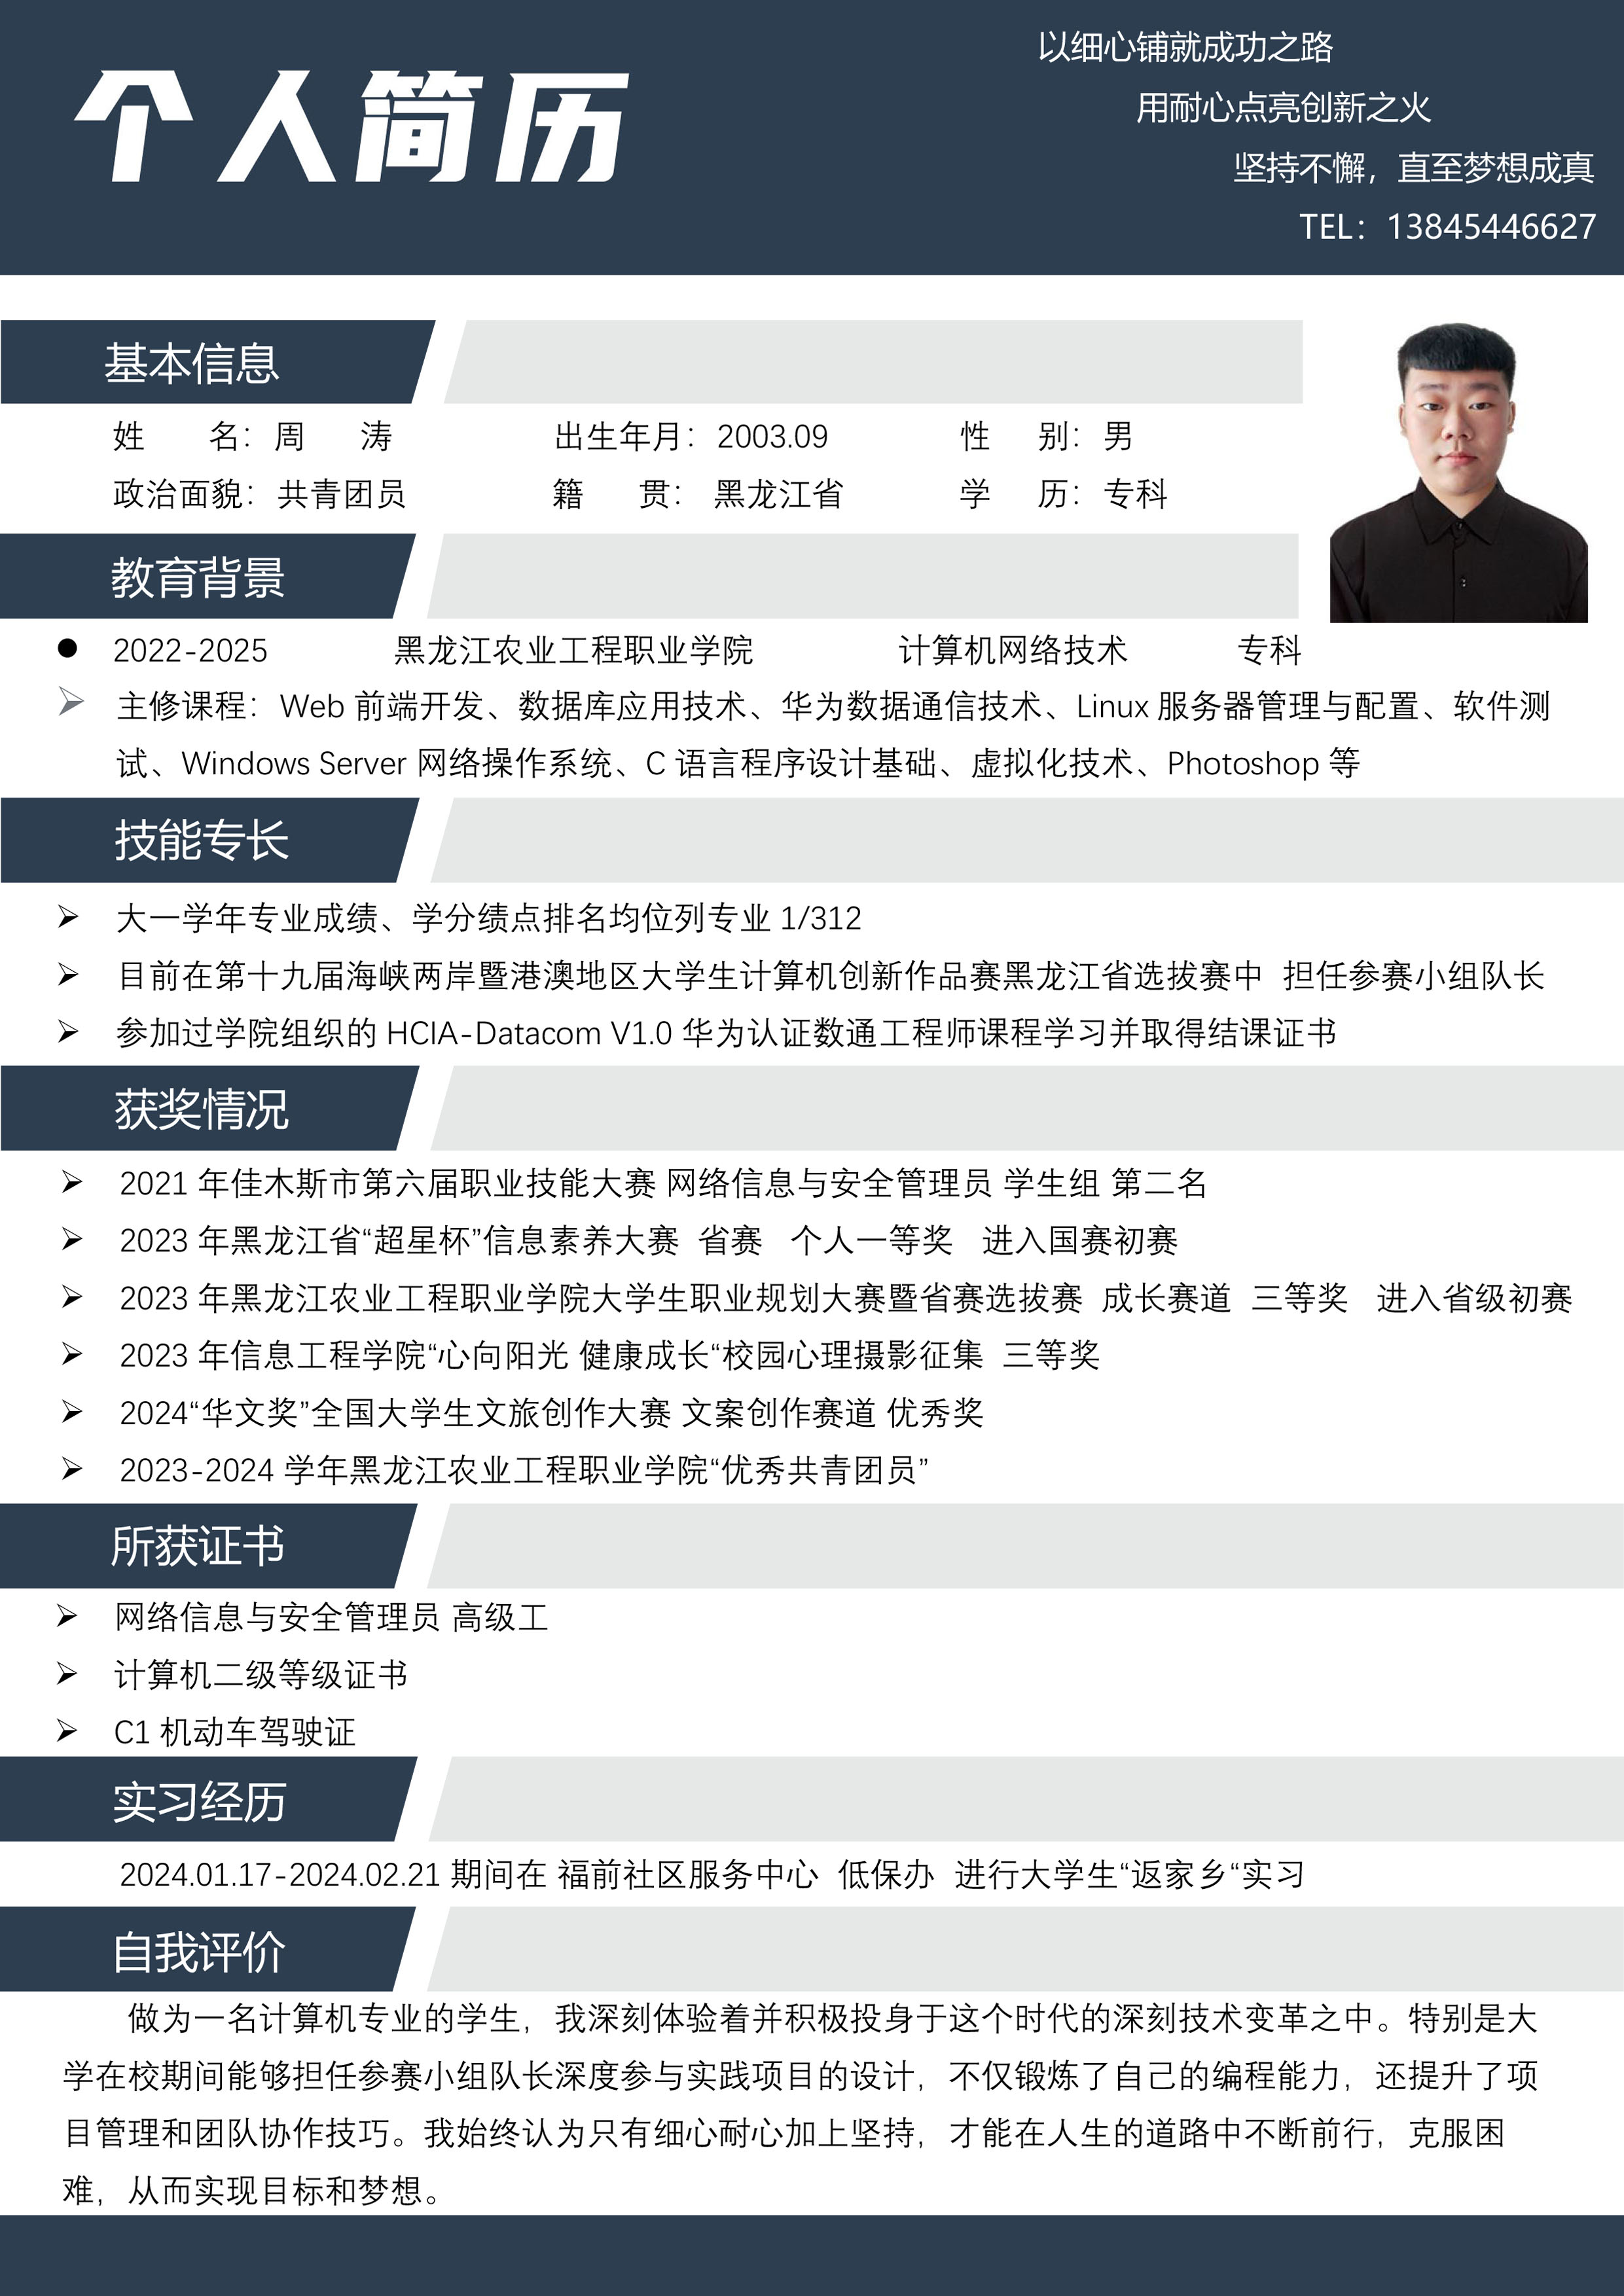 个人简历
以细心铺就成功之路
用耐心点亮创新之火
坚持不懈，直至梦想成真
TEL：13845446627
基本信息
姓 名：周 涛 出生年月：2003.09 性 别：男
政治面貌：共青团员 籍 贯：黑龙江省 学 历：专科
教育背景
2022-2025 黑龙江农业工程职业学院 计算机网络技术 专科
主修课程：Web 前端开发、数据库应用技术、华为数据通信技术、Linux 服务器管理与配置、软件测
试、Windows Server 网络操作系统、C 语言程序设计基础、虚拟化技术、Photoshop 等
技能专长
大一学年专业成绩、学分绩点排名均位列专业 1/312
目前在第十九届海峡两岸暨港澳地区大学生计算机创新作品赛黑龙江省选拔赛中 担任参赛小组队长
参加过学院组织的 HCIA-Datacom V1.0 华为认证数通工程师课程学习并取得结课证书
获奖情况
2021 年佳木斯市第六届职业技能大赛 网络信息与安全管理员 学生组 第二名
2023 年黑龙江省“超星杯”信息素养大赛 省赛 个人一等奖 进入国赛初赛
2023 年黑龙江农业工程职业学院大学生职业规划大赛暨省赛选拔赛 成长赛道 三等奖 进入省级初赛
2023 年信息工程学院“心向阳光 健康成长“校园心理摄影征集 三等奖
2024“华文奖”全国大学生文旅创作大赛 文案创作赛道 优秀奖
2023-2024 学年黑龙江农业工程职业学院“优秀共青团员”
所获证书
网络信息与安全管理员 高级工
计算机二级等级证书
C1 机动车驾驶证
实习经历
2024.01.17-2024.02.21 期间在 福前社区服务中心 低保办 进行大学生“返家乡“实习
自我评价
做为一名计算机专业的学生，我深刻体验着并积极投身于这个时代的深刻技术变革之中。特别是大
学在校期间能够担任参赛小组队长深度参与实践项目的设计，不仅锻炼了自己的编程能力，还提升了项
目管理和团队协作技巧。我始终认为只有细心耐心加上坚持，才能在人生的道路中不断前行，克服困
难，从而实现目标和梦想。